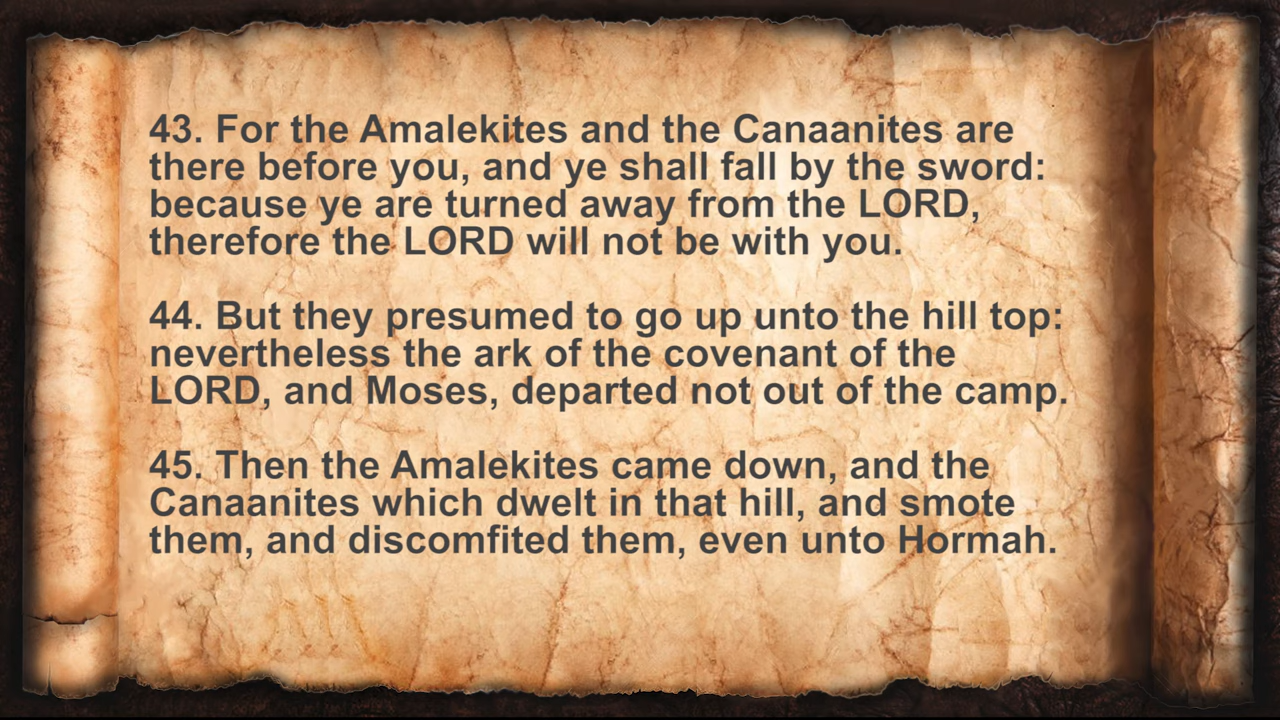 43. For the Amalekites and the Canaanites are
there before you, and ye shall fall by the sword:
because ye are turned away from the LORD,
therefore the LORD will not be with you.
44. But they presumed to go up unto the hill top:
nevertheless the ark of the covenant of the
LORD, and Moses, departed not out of the camp.
45. Then the Amalekites came down, and the
Canaanites which dwelt in that hill, and smote
them, and discomfited them, even unto Hormah.